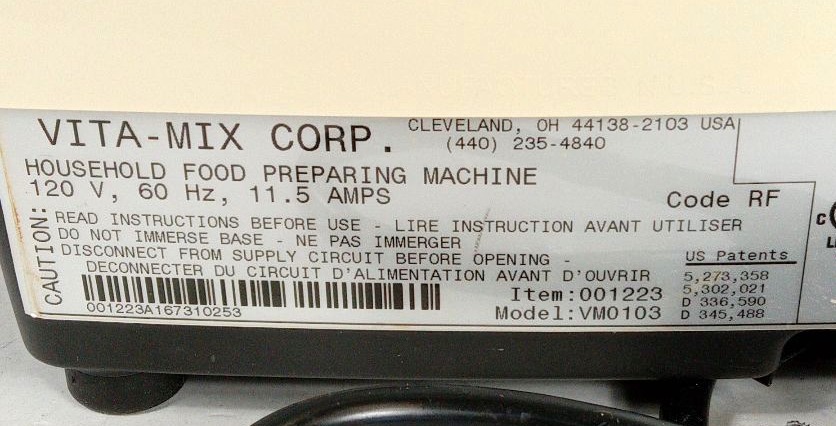 VITA-MIX CORP.
CLEVELAND, OH 44138-2103 USA
(440) 235-4840
HOUSEHOLD FOOD PREPARING MACHINE
120 V, 60 Hz, 11.5 AMPS
Code RF
CAUTION:
READ INSTRUCTIONS BEFORE USE - LIRE INSTRUCTION AVANT UTILISER
DO NOT IMMERSE BASE - NE PAS IMMERGER
DISCONNECT FROM SUPPLY CIRCUIT BEFORE OPENING -
DECONNECTER DU CIRCUIT D'ALIMENTATION AVANT D'OUVRIR
US Patents
5,273,358
5,302,021
D 336,590
D 345,488
Item:001223
Model:VM0103
001223A167310253